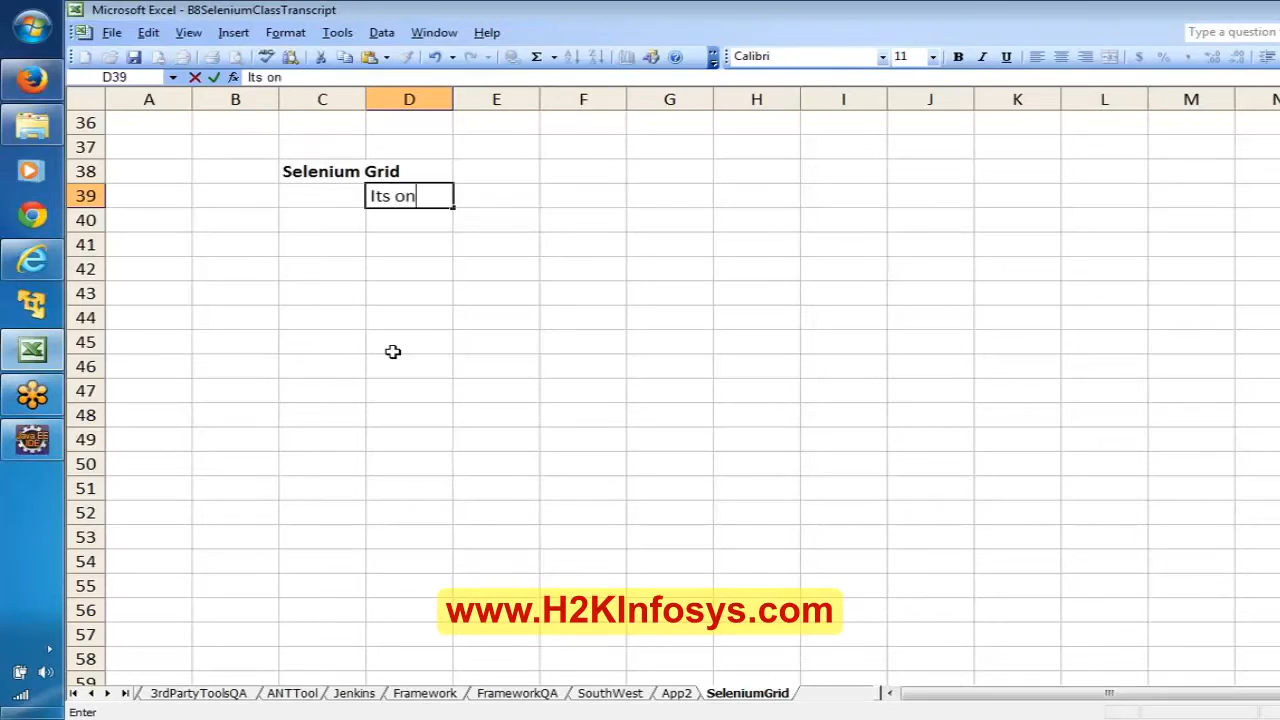 Microsoft Excel - B8SeleniumClassTranscript
File Edit View Insert Format Tools Data Window Help
Type a question
Calibri 11 B I U $ %
D39 Its on
A B C D E F G H I J K L M N
36
37
38 Selenium Grid
39 Its on
40
41
42
43
44
45
46
47
48
49
50
51
52
53
54
55
56
www.H2KInfosys.com
57
58
59
3rdPartyToolsQA ANTTool Jenkins Framework FrameworkQA SouthWest App2 SeleniumGrid
Enter